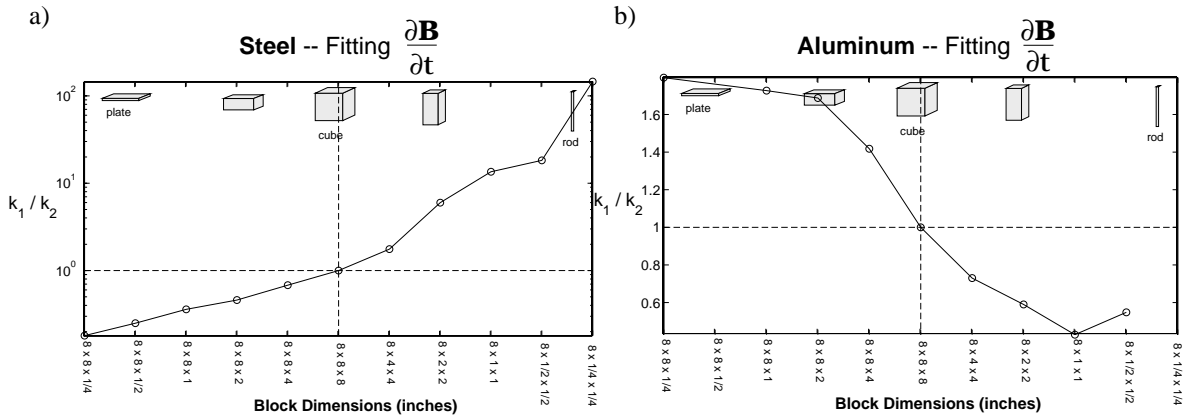 a)
Steel -- Fitting ∂B/∂t
10^2
plate
cube
rod
10^1
k1 / k2
10^0
8 x 8 x 1/4
8 x 8 x 1/2
8 x 8 x 1
8 x 8 x 2
8 x 8 x 4
8 x 8 x 8
8 x 4 x 4
8 x 2 x 2
8 x 1 x 1
8 x 1/2 x 1/2
8 x 1/4 x 1/4
Block Dimensions (inches)
b)
Aluminum -- Fitting ∂B/∂t
plate
cube
rod
1.6
1.4
1.2
k1 / k2
1
0.8
0.6
8 x 8 x 1/4
8 x 8 x 1/2
8 x 8 x 1
8 x 8 x 2
8 x 8 x 4
8 x 8 x 8
8 x 4 x 4
8 x 2 x 2
8 x 1 x 1
8 x 1/2 x 1/2
8 x 1/4 x 1/4
Block Dimensions (inches)